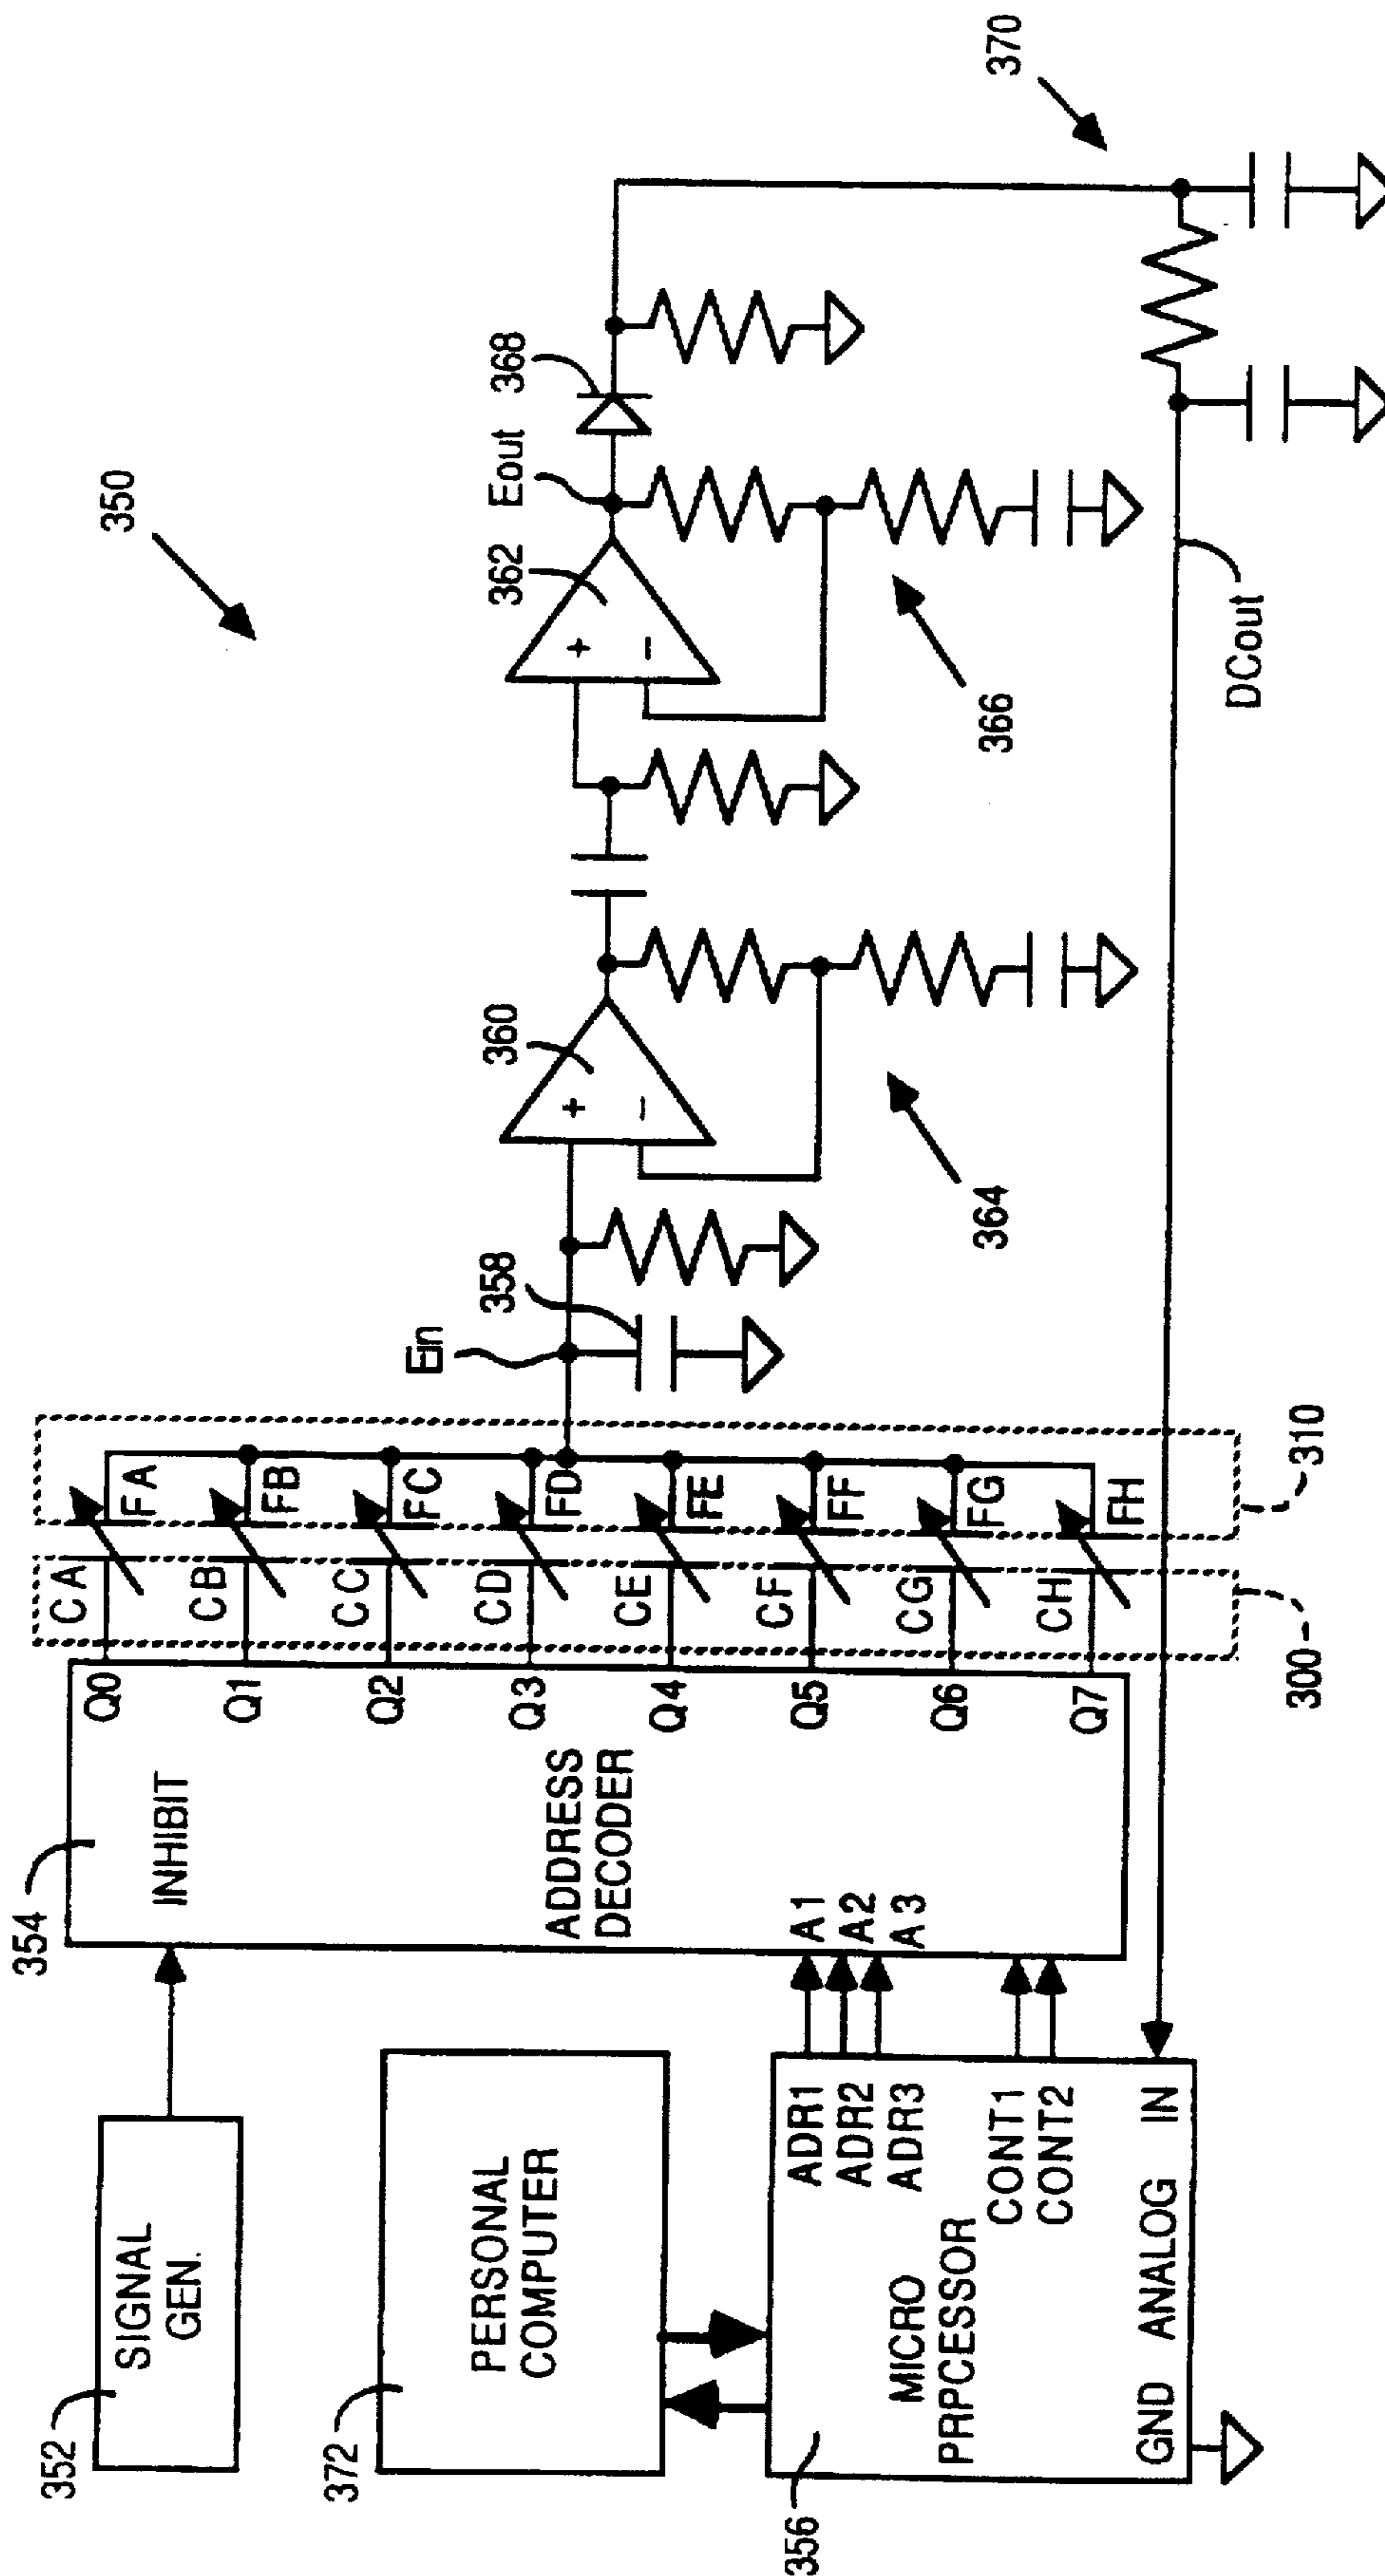 350
352
SIGNAL
GEN.
354
INHIBIT
ADDRESS
DECODER
Q0
Q1
Q2
Q3
Q4
Q5
Q6
Q7
A1
A2
A3
372
PERSONAL
COMPUTER
356
MICRO
PRPCESSOR
ADR1
ADR2
ADR3
CONT1
CONT2
GND ANALOG IN
CA
CB
CC
CD
CE
CF
CG
CH
300
FA
FB
FC
FD
FE
FF
FG
FH
310
Ein
358
360
+
−
364
362
+
−
366
Eout
368
370
DCout